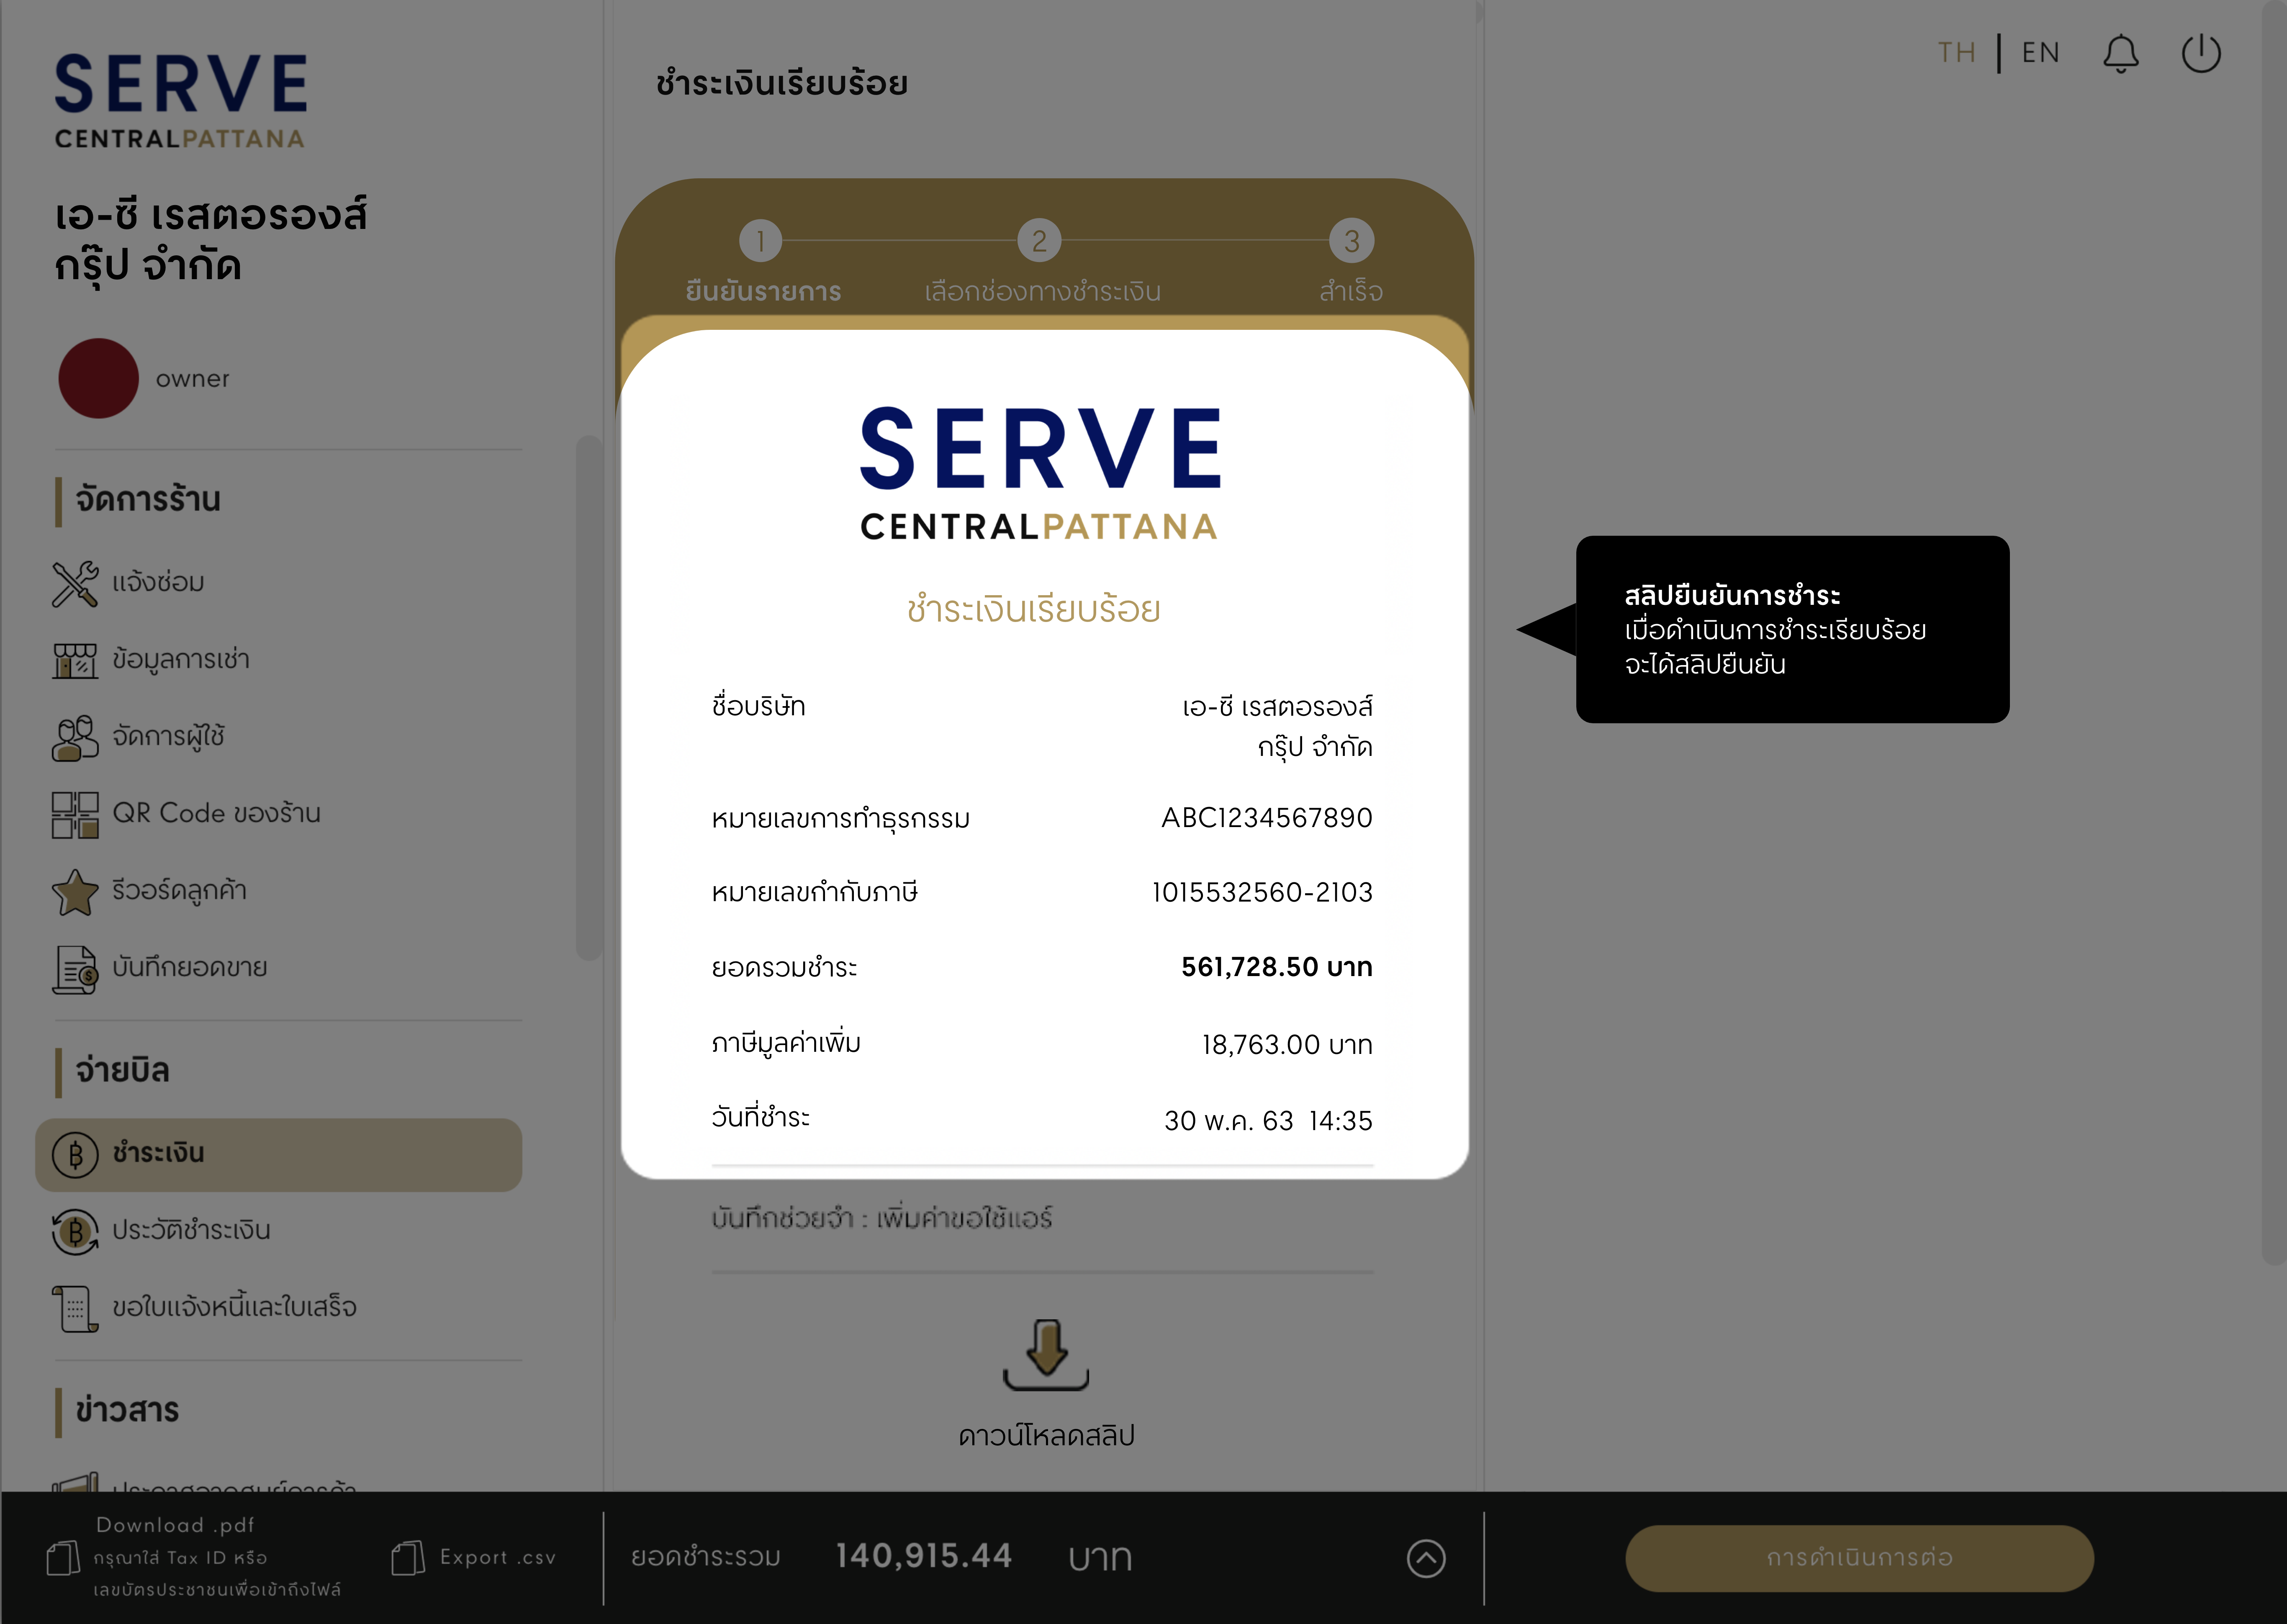 SERVE
CENTRALPATTANA
เอ-ซี เรสตอรองส์
กรุ๊ป จำกัด
owner
จัดการร้าน
แจ้งซ่อม
ข้อมูลการเช่า
จัดการผู้ใช้
QR Code ของร้าน
รีวอร์ดลูกค้า
บันทึกยอดขาย
จ่ายบิล
ชำระเงิน
ประวัติชำระเงิน
ขอใบแจ้งหนี้และใบเสร็จ
ข่าวสาร
ชำระเงินเรียบร้อย
TH | EN
1 2 3
ยืนยันรายการ เลือกช่องทางชำระเงิน สำเร็จ
SERVE
CENTRALPATTANA
ชำระเงินเรียบร้อย
ชื่อบริษัท เอ-ซี เรสตอรองส์
กรุ๊ป จำกัด
หมายเลขการทำธุรกรรม ABC1234567890
หมายเลขกำกับภาษี 1015532560-2103
ยอดรวมชำระ 561,728.50 บาท
ภาษีมูลค่าเพิ่ม 18,763.00 บาท
วันที่ชำระ 30 พ.ค. 63 14:35
บันทึกช่วยจำ : เพิ่มค่าขอใช้แอร์
ดาวน์โหลดสลิป
สลิปยืนยันการชำระ
เมื่อดำเนินการชำระเรียบร้อย
จะได้สลิปยืนยัน
Download .pdf
กรุณาใส่ Tax ID หรือ
เลขบัตรประชาชนเพื่อเข้าถึงไฟล์
Export .csv
ยอดชำระรวม 140,915.44 บาท
การดำเนินการต่อ